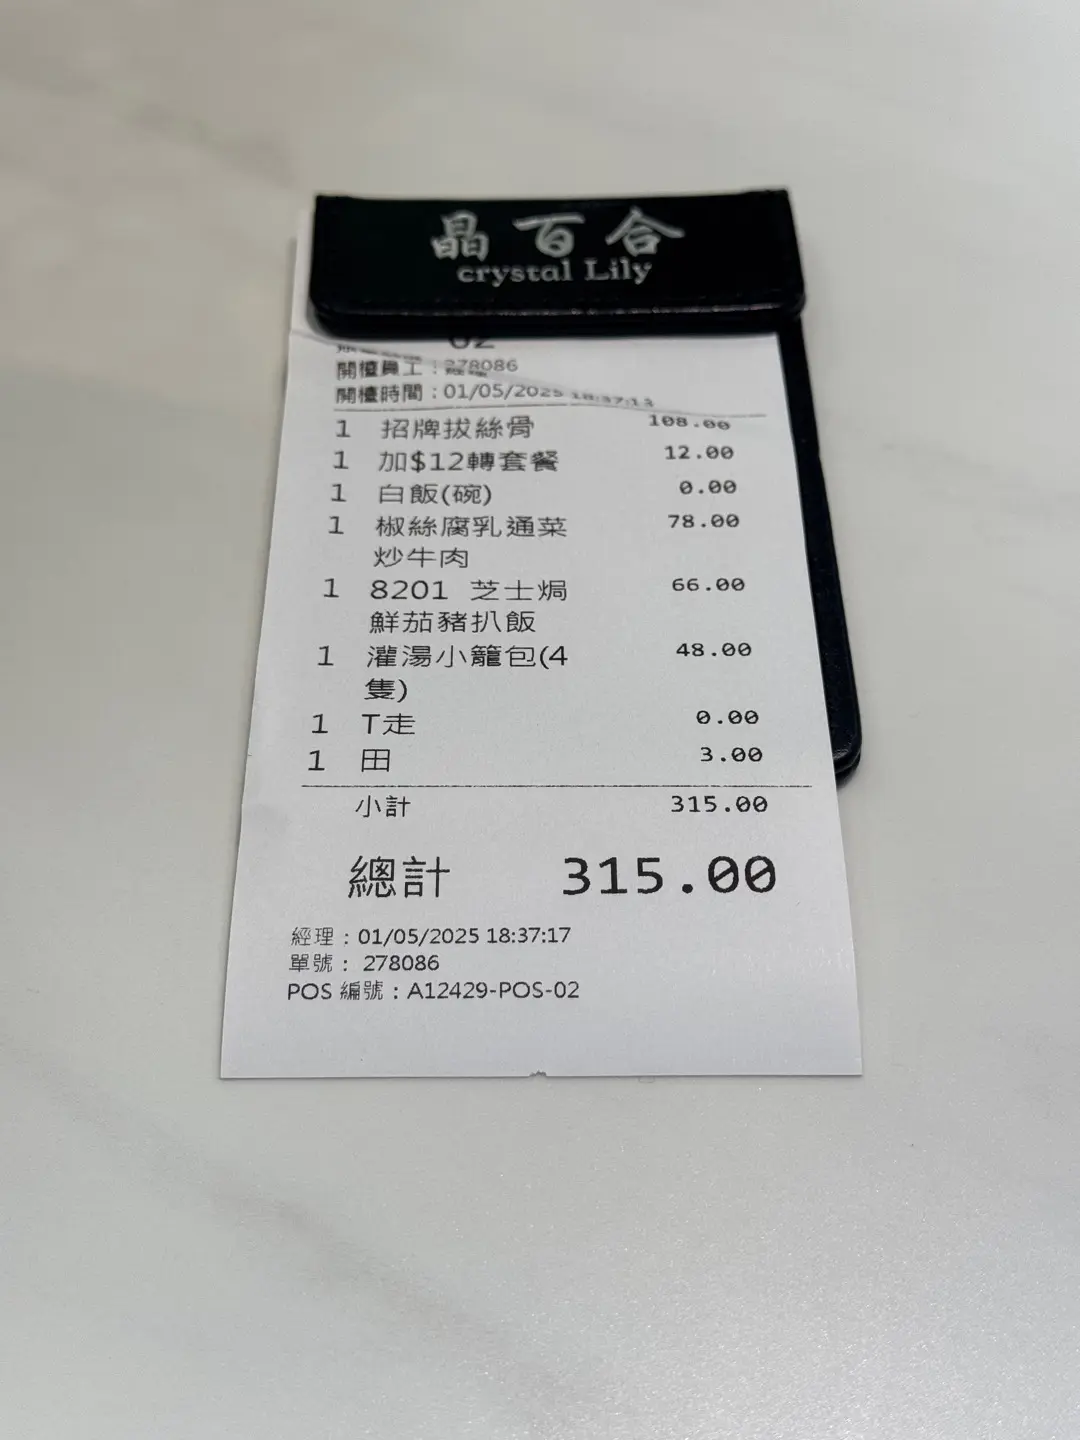 晶百合
crystal Lily
02
開檯員工：278086
開檯時間：01/05/2025 18:37:13
1 招牌拔絲骨 108.00
1 加$12轉套餐 12.00
1 白飯(碗) 0.00
1 椒絲腐乳通菜 78.00
炒牛肉
1 8201 芝士焗 66.00
鮮茄豬扒飯
1 灌湯小籠包(4 48.00
隻)
1 T走 0.00
1 田 3.00
小計 315.00
總計 315.00
經理：01/05/2025 18:37:17
單號： 278086
POS 編號：A12429-POS-02